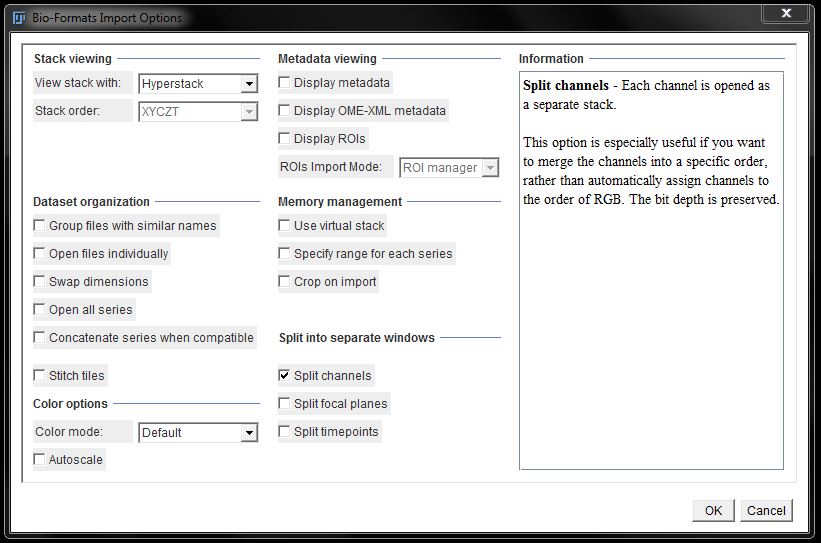 Bio-Formats Import Options
Stack viewing
View stack with: Hyperstack
Stack order: XYCZT
Metadata viewing
Display metadata
Display OME-XML metadata
Display ROIs
ROIs Import Mode: ROI manager
Information
Split channels - Each channel is opened as
a separate stack.
This option is especially useful if you want
to merge the channels into a specific order,
rather than automatically assign channels to
the order of RGB. The bit depth is preserved.
Dataset organization
Group files with similar names
Open files individually
Swap dimensions
Open all series
Concatenate series when compatible
Stitch tiles
Memory management
Use virtual stack
Specify range for each series
Crop on import
Split into separate windows
Split channels
Split focal planes
Split timepoints
Color options
Color mode: Default
Autoscale
OK
Cancel